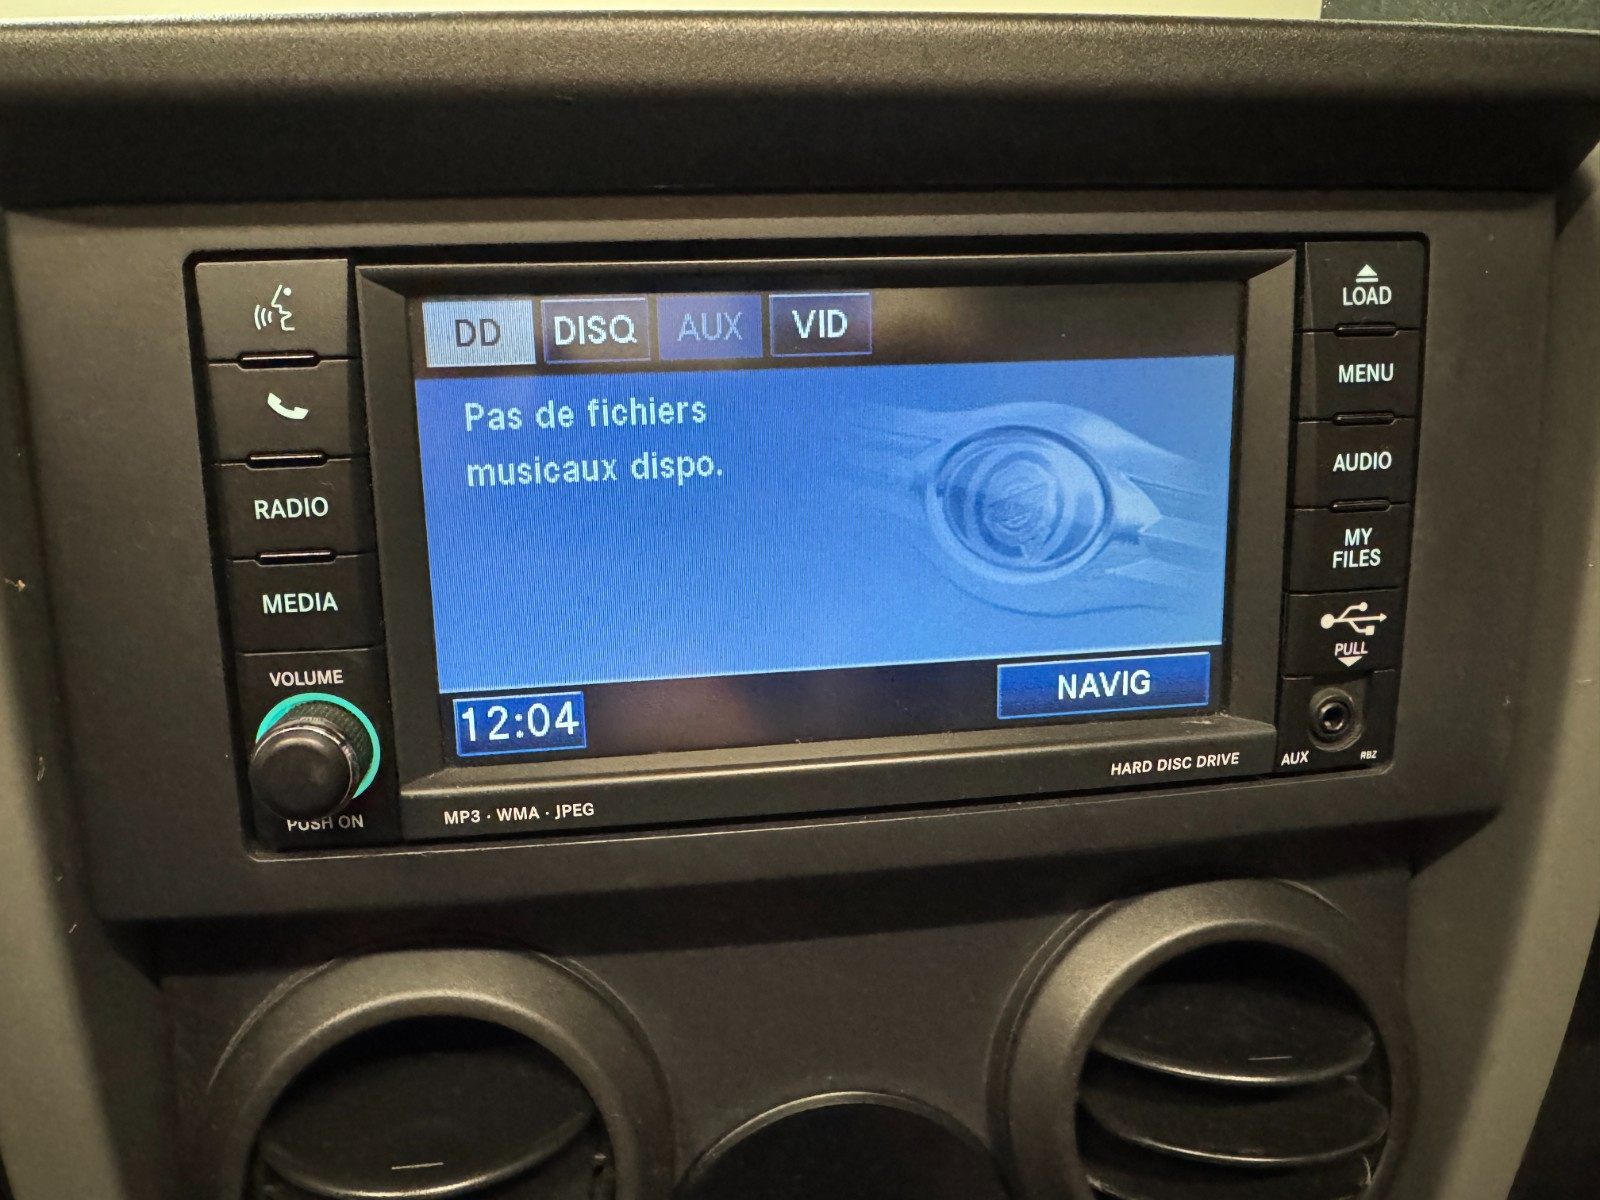 DD DISQ AUX VID
Pas de fichiers
musicaux dispo.
12:04
NAVIG
RADIO
MEDIA
VOLUME
PUSH ON
LOAD
MENU
AUDIO
MY
FILES
PULL
AUX RBZ
MP3 · WMA · JPEG
HARD DISC DRIVE